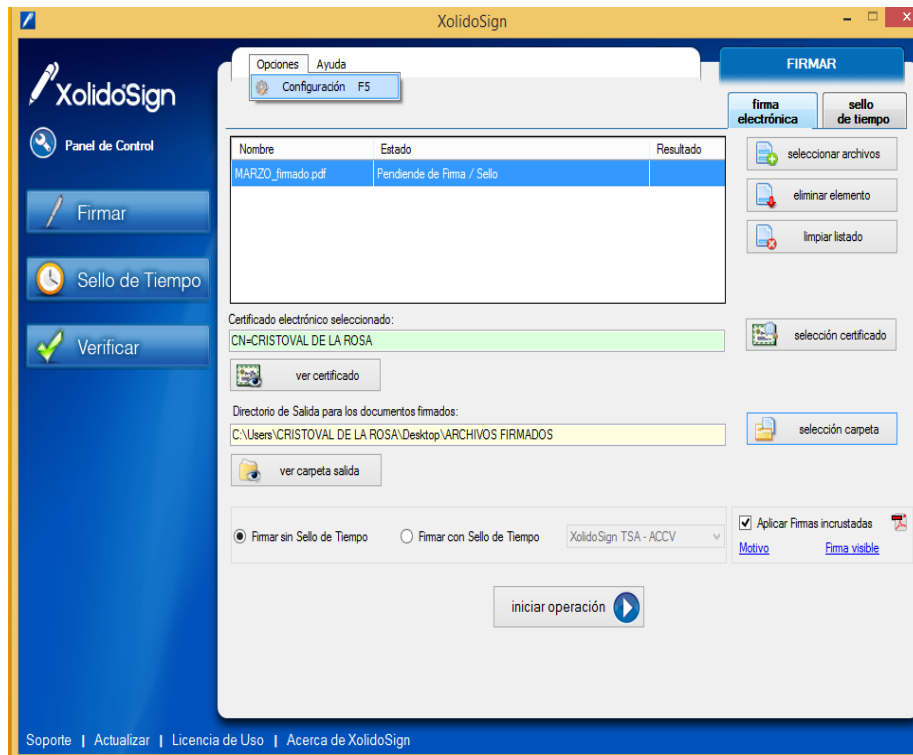 XolidoSign
XolidoSign
Panel de Control
Firmar
Sello de Tiempo
Verificar
Opciones Ayuda
Configuración F5
FIRMAR
firma electrónica
sello de tiempo
Nombre Estado Resultado
MARZO_firmado.pdf Pendiende de Firma / Sello
seleccionar archivos
eliminar elemento
limpiar listado
Certificado electrónico seleccionado:
CN=CRISTOVAL DE LA ROSA
selección certificado
ver certificado
Directorio de Salida para los documentos firmados:
C:\Users\CRISTOVAL DE LA ROSA\Desktop\ARCHIVOS FIRMADOS
selección carpeta
ver carpeta salida
Firmar sin Sello de Tiempo Firmar con Sello de Tiempo XolidoSign TSA - ACCV
Aplicar Firmas incrustadas
Motivo Firma visible
iniciar operación
Soporte | Actualizar | Licencia de Uso | Acerca de XolidoSign